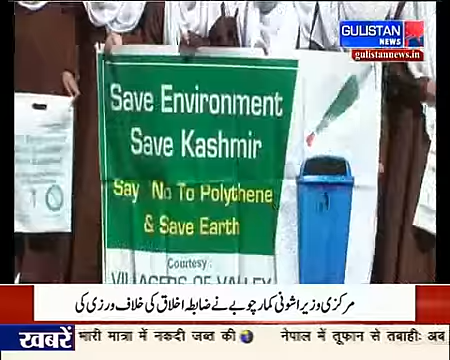 GULISTAN
NEWS
gulistannews.in
Save Environment
Save Kashmir
Say No To Polythene
& Save Earth
Courtesy :
VILLAGERS OF VALLEY
مرکزی وزیر اشونی کمار چوبے نے ضابطہ اخلاق کی خلاف ورزی کی
खबरें भारी मात्रा में नकदी जब्त की नेपाल में तूफान से तबाही: अब